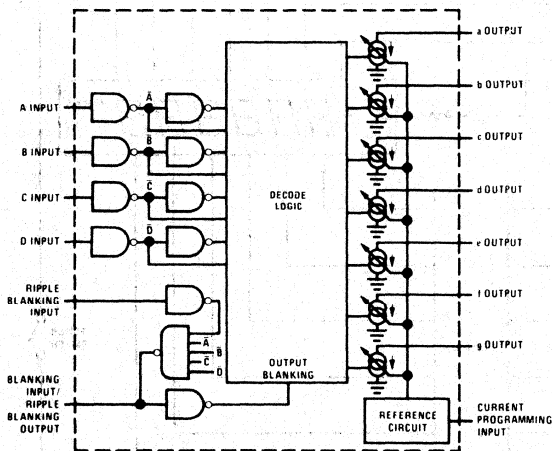 a OUTPUT
b OUTPUT
c OUTPUT
d OUTPUT
e OUTPUT
f OUTPUT
g OUTPUT
A INPUT
Ā
B INPUT
B̄
C INPUT
C̄
D INPUT
D̄
DECODE
LOGIC
RIPPLE
BLANKING
INPUT
Ā
B̄
C̄
D̄
OUTPUT
BLANKING
BLANKING
INPUT/
RIPPLE
BLANKING
OUTPUT
REFERENCE
CIRCUIT
CURRENT
PROGRAMMING
INPUT